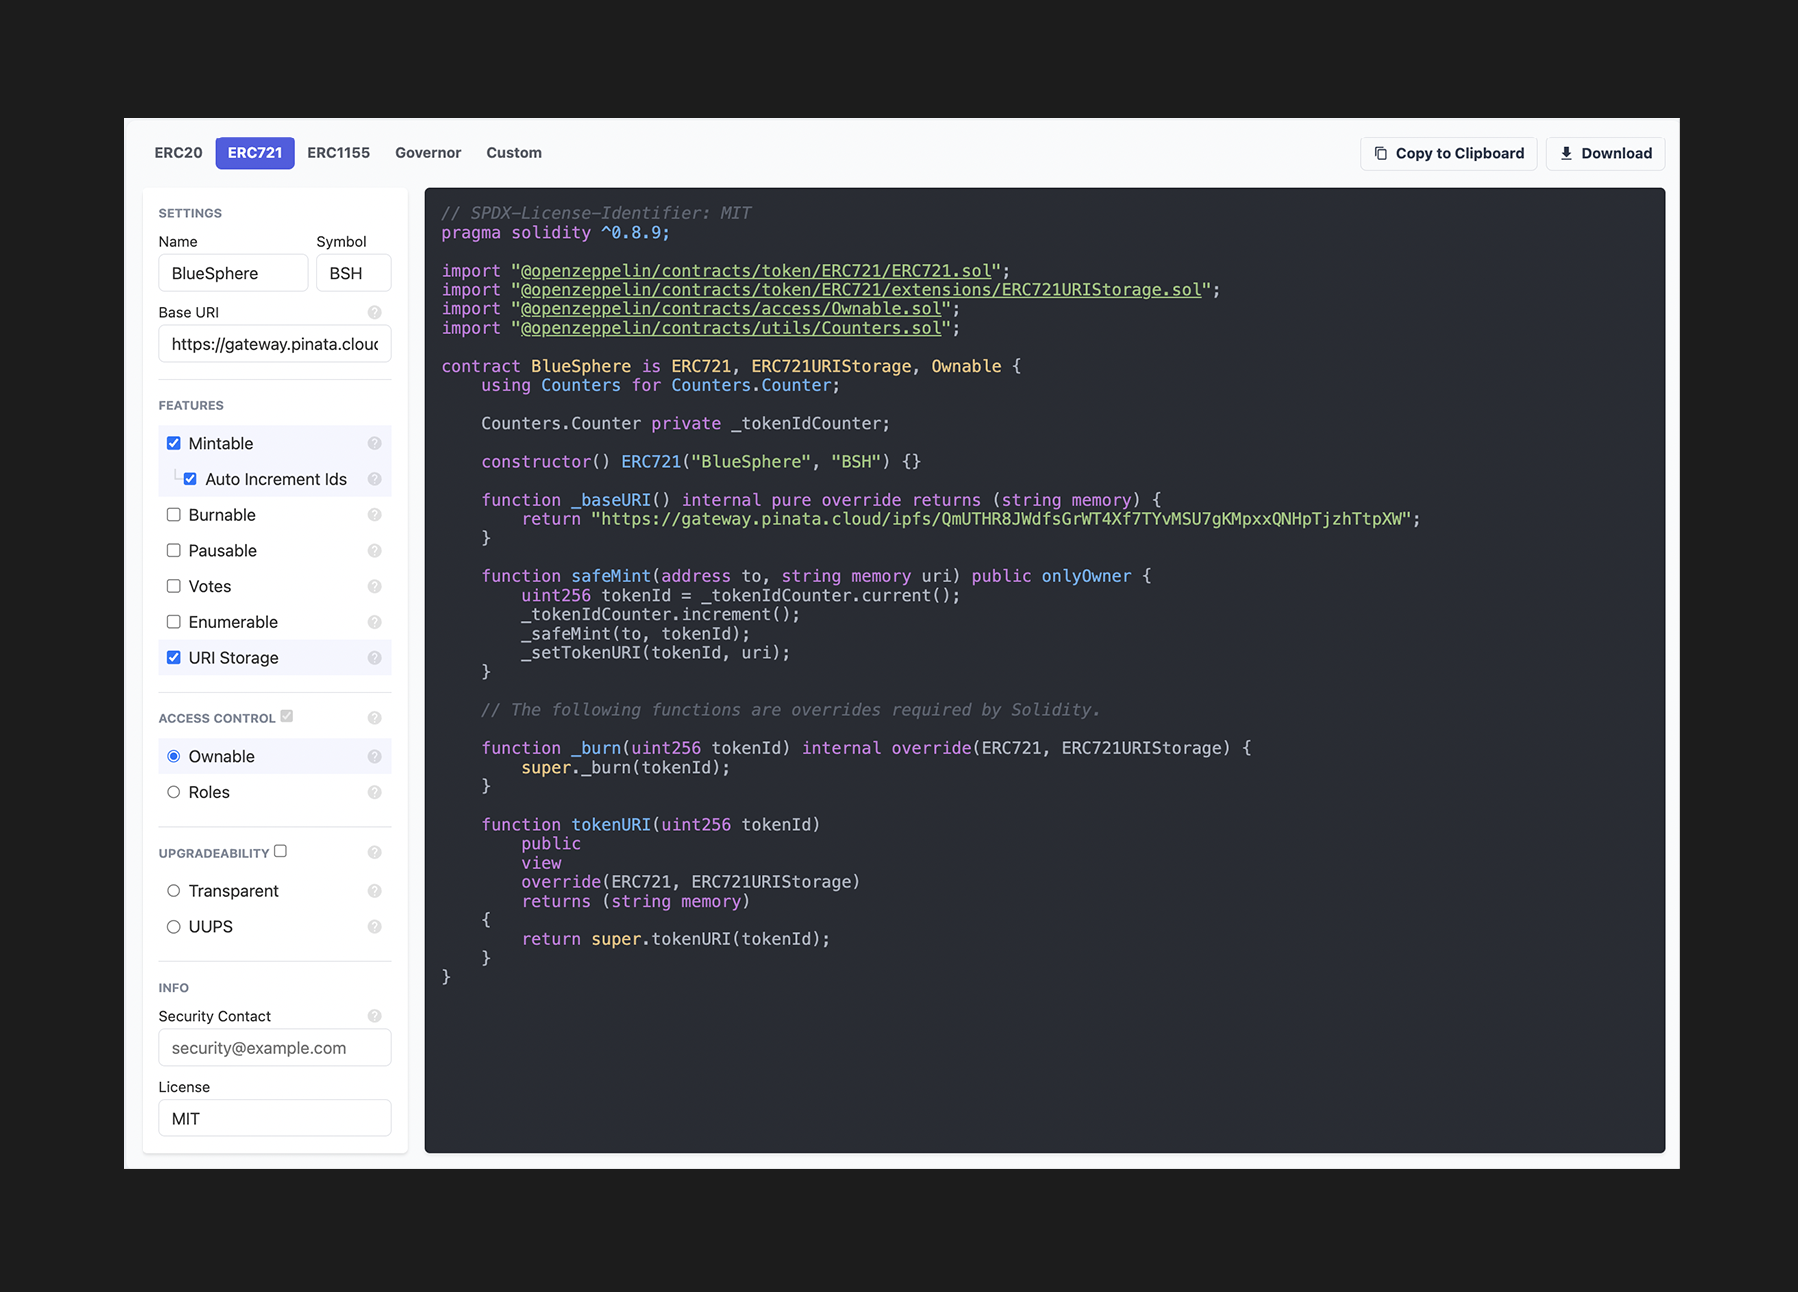 ERC20 ERC721 ERC1155 Governor Custom Copy to Clipboard Download
SETTINGS
Name Symbol
BlueSphere BSH
Base URI
https://gateway.pinata.clouc
FEATURES
Mintable
Auto Increment Ids
Burnable
Pausable
Votes
Enumerable
URI Storage
ACCESS CONTROL
Ownable
Roles
UPGRADEABILITY
Transparent
UUPS
INFO
Security Contact
security@example.com
License
MIT
// SPDX-License-Identifier: MIT
pragma solidity ^0.8.9;
import "@openzeppelin/contracts/token/ERC721/ERC721.sol";
import "@openzeppelin/contracts/token/ERC721/extensions/ERC721URIStorage.sol";
import "@openzeppelin/contracts/access/Ownable.sol";
import "@openzeppelin/contracts/utils/Counters.sol";
contract BlueSphere is ERC721, ERC721URIStorage, Ownable {
using Counters for Counters.Counter;
Counters.Counter private _tokenIdCounter;
constructor() ERC721("BlueSphere", "BSH") {}
function _baseURI() internal pure override returns (string memory) {
return "https://gateway.pinata.cloud/ipfs/QmUTHR8JWdfsGrWT4Xf7TYvMSU7gKMpxxQNHpTjzhTtpXW";
}
function safeMint(address to, string memory uri) public onlyOwner {
uint256 tokenId = _tokenIdCounter.current();
_tokenIdCounter.increment();
_safeMint(to, tokenId);
_setTokenURI(tokenId, uri);
}
// The following functions are overrides required by Solidity.
function _burn(uint256 tokenId) internal override(ERC721, ERC721URIStorage) {
super._burn(tokenId);
}
function tokenURI(uint256 tokenId)
public
view
override(ERC721, ERC721URIStorage)
returns (string memory)
{
return super.tokenURI(tokenId);
}
}